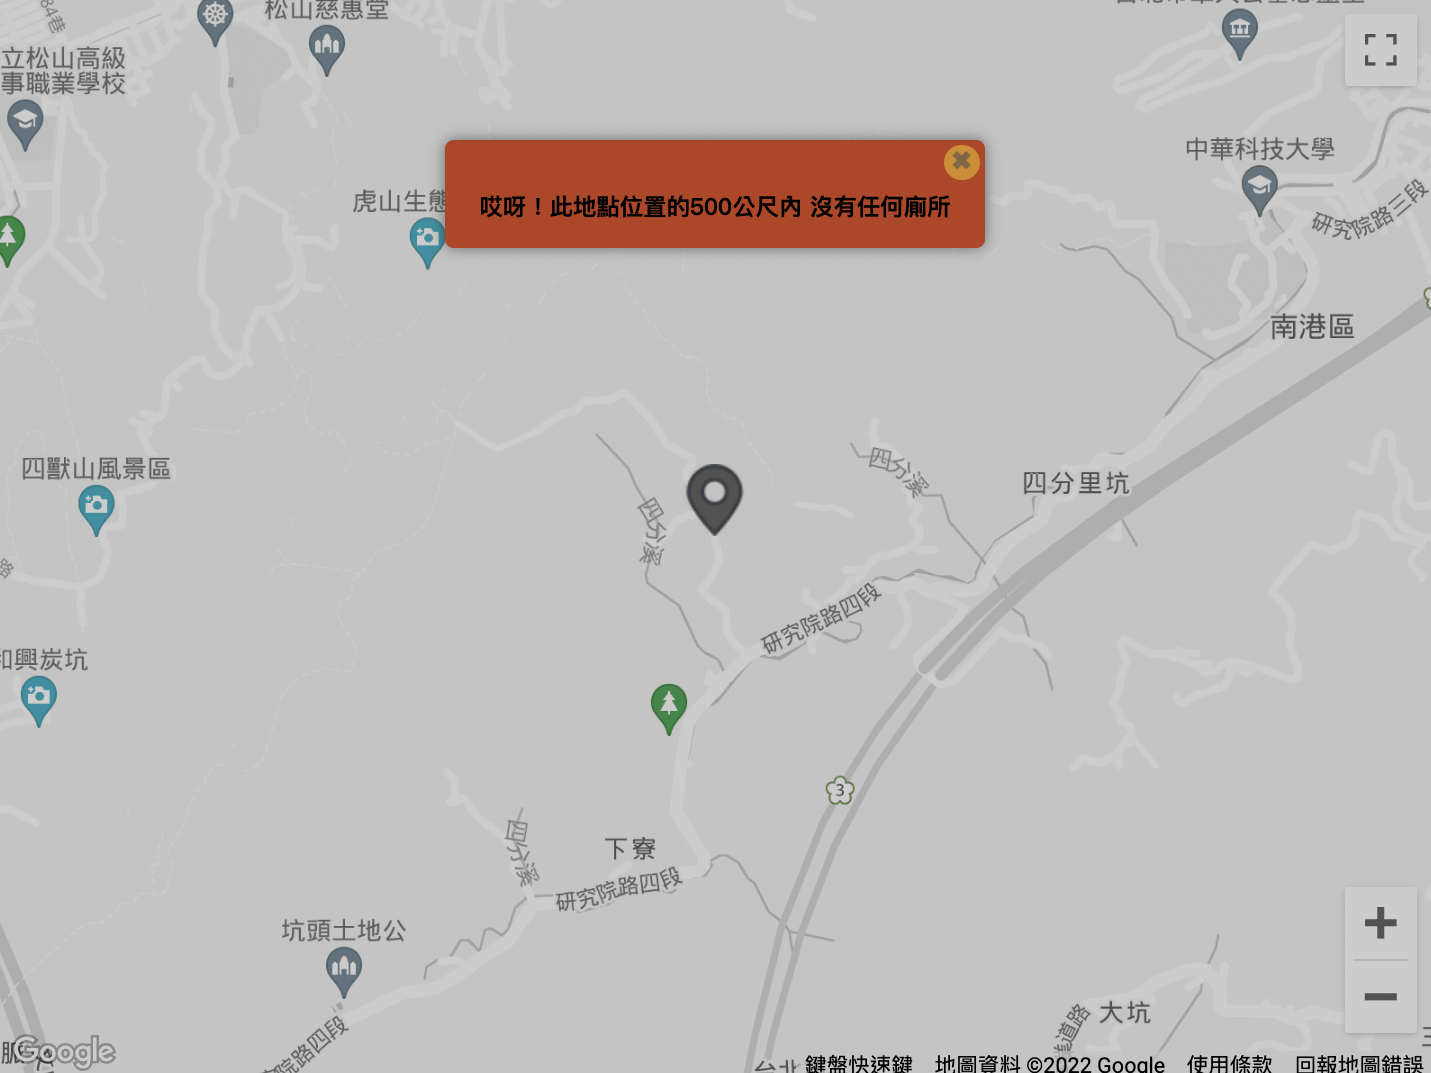 松山慈惠堂
立松山高級
事職業學校
中華科技大學
虎山生態
哎呀！此地點位置的500公尺內 沒有任何廁所
研究院路三段
南港區
四獸山風景區
四分溪
四分里坑
四分溪
研究院路四段
和興炭坑
3
下寮
四分溪
研究院路四段
坑頭土地公
大坑
院路四段
道路
Google
台北
鍵盤快速鍵
地圖資料 ©2022 Google
使用條款
回報地圖錯誤